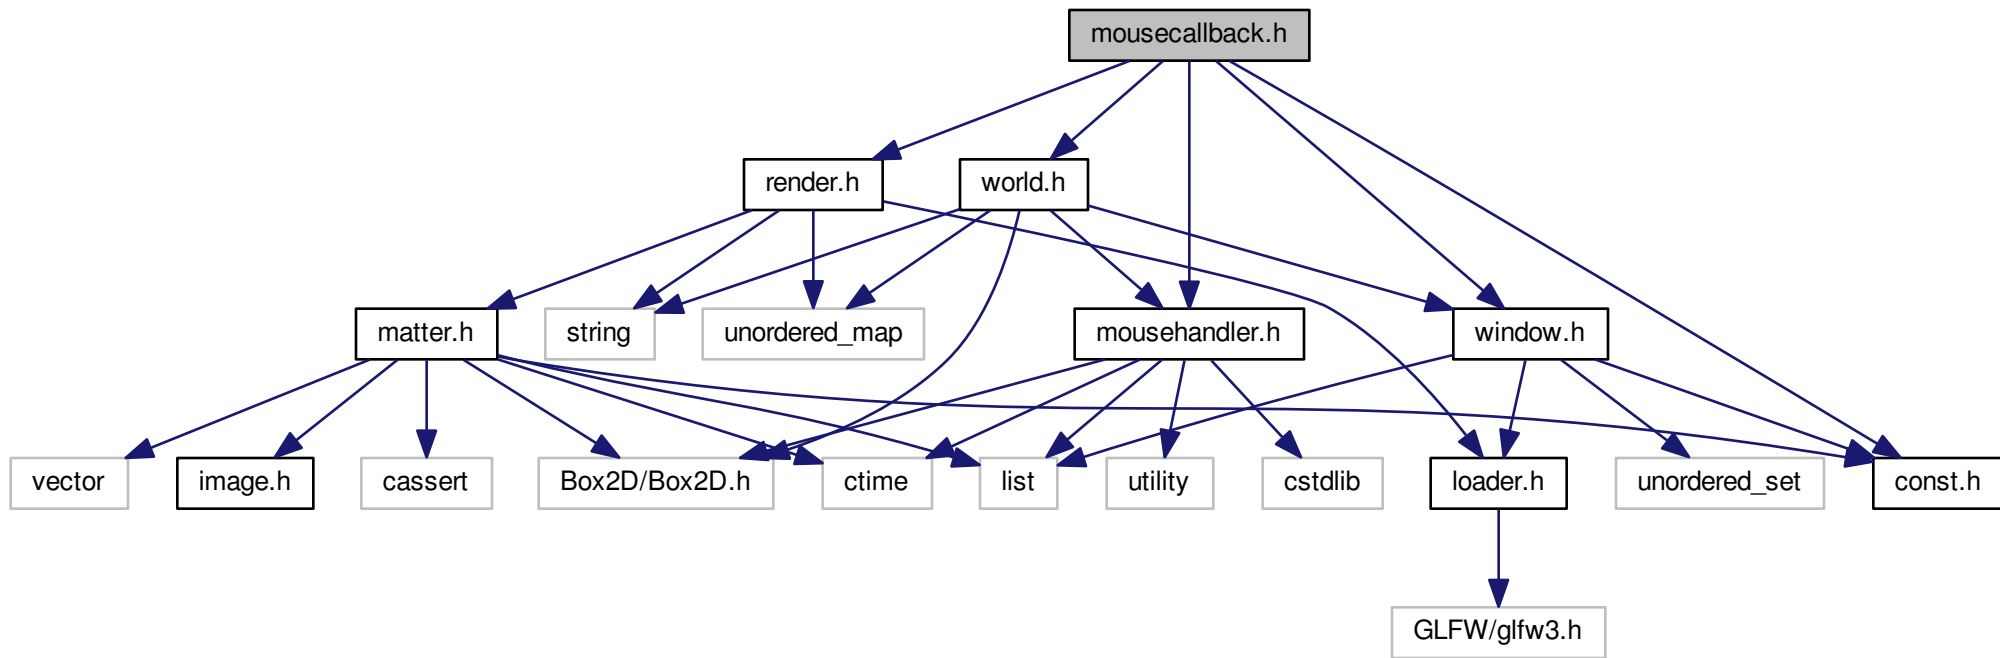 mousecallback.h
render.h
world.h
matter.h
string
unordered_map
mousehandler.h
window.h
vector
image.h
cassert
Box2D/Box2D.h
ctime
list
utility
cstdlib
loader.h
unordered_set
const.h
GLFW/glfw3.h